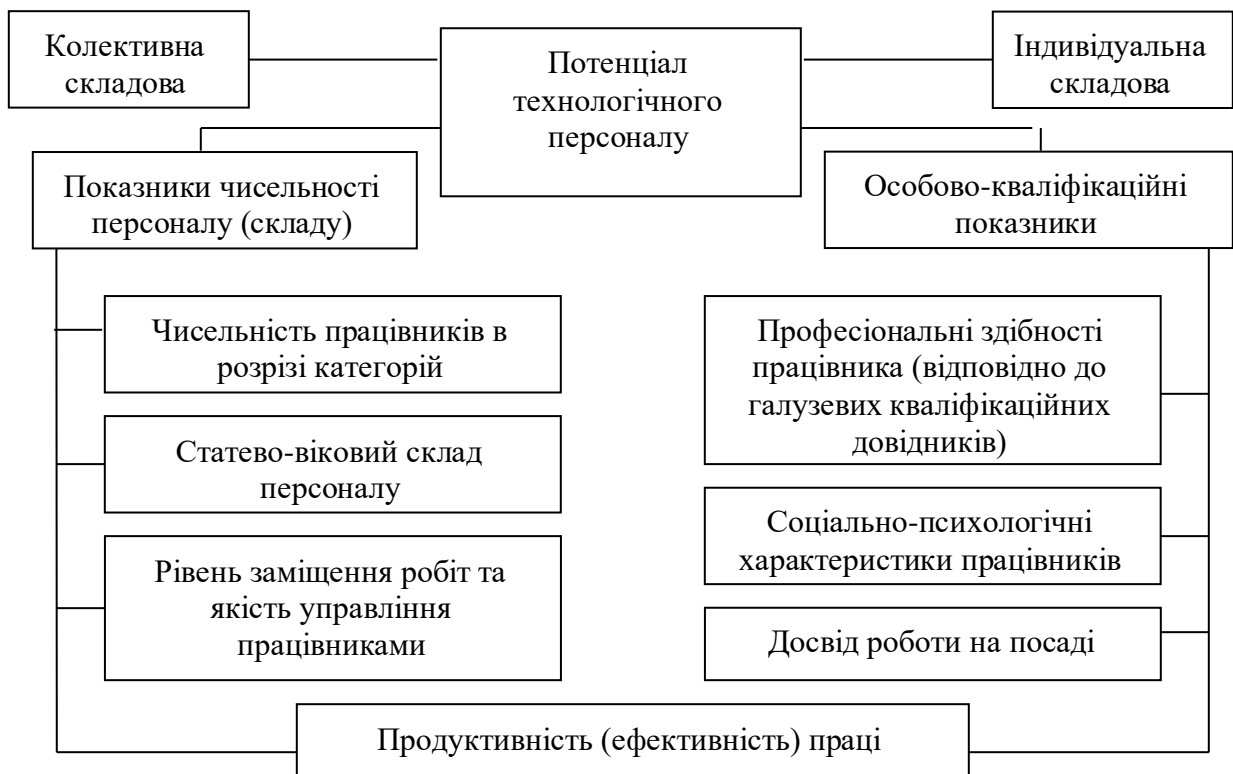 Колективна
складова
Потенціал
технологічного
персоналу
Індивідуальна
складова
Показники чисельності
персоналу (складу)
Особово-кваліфікаційні
показники
Чисельність працівників в
розрізі категорій
Статево-віковий склад
персоналу
Рівень заміщення робіт та
якість управління
працівниками
Професіональні здібності
працівника (відповідно до
галузевих кваліфікаційних
довідників)
Соціально-психологічні
характеристики працівників
Досвід роботи на посаді
Продуктивність (ефективність) праці